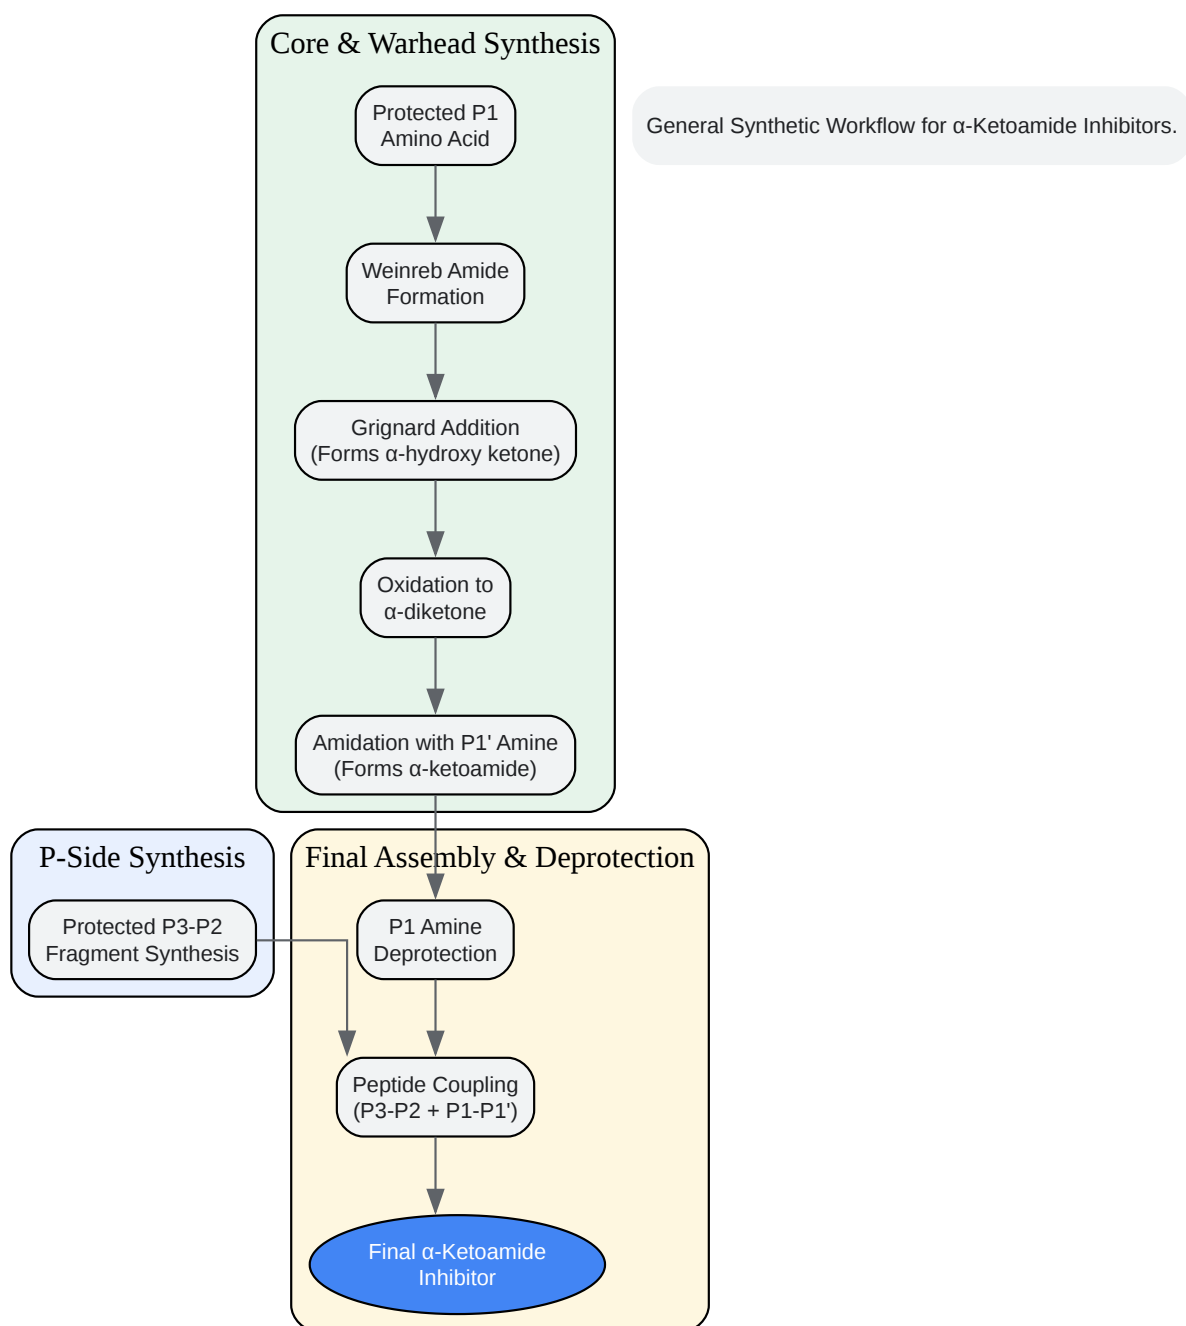 Core & Warhead Synthesis
Protected P1
Amino Acid
General Synthetic Workflow for α-Ketoamide Inhibitors.
Weinreb Amide
Formation
Grignard Addition
(Forms α-hydroxy ketone)
Oxidation to
α-diketone
Amidation with P1' Amine
(Forms α-ketoamide)
P-Side Synthesis
Protected P3-P2
Fragment Synthesis
Final Assembly & Deprotection
P1 Amine
Deprotection
Peptide Coupling
(P3-P2 + P1-P1')
Final α-Ketoamide
Inhibitor